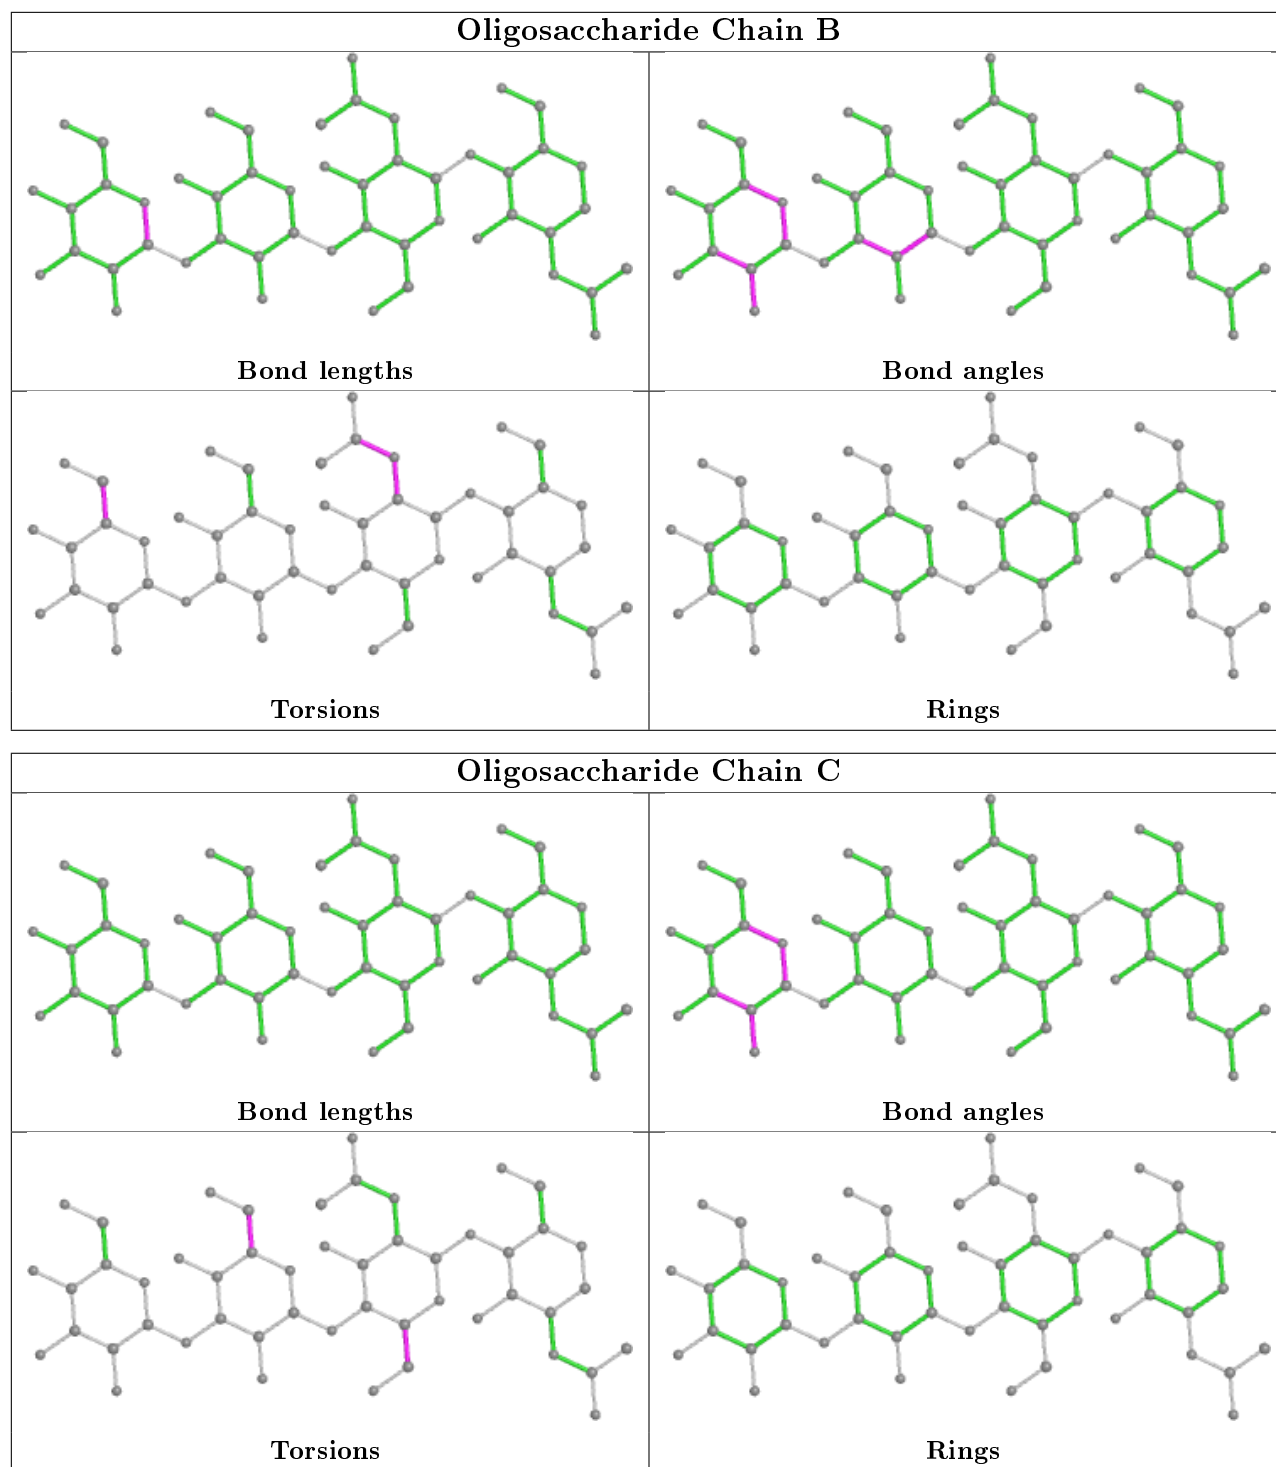 Oligosaccharide Chain B
Bond lengths
Bond angles
Torsions
Rings
Oligosaccharide Chain C
Bond lengths
Bond angles
Torsions
Rings